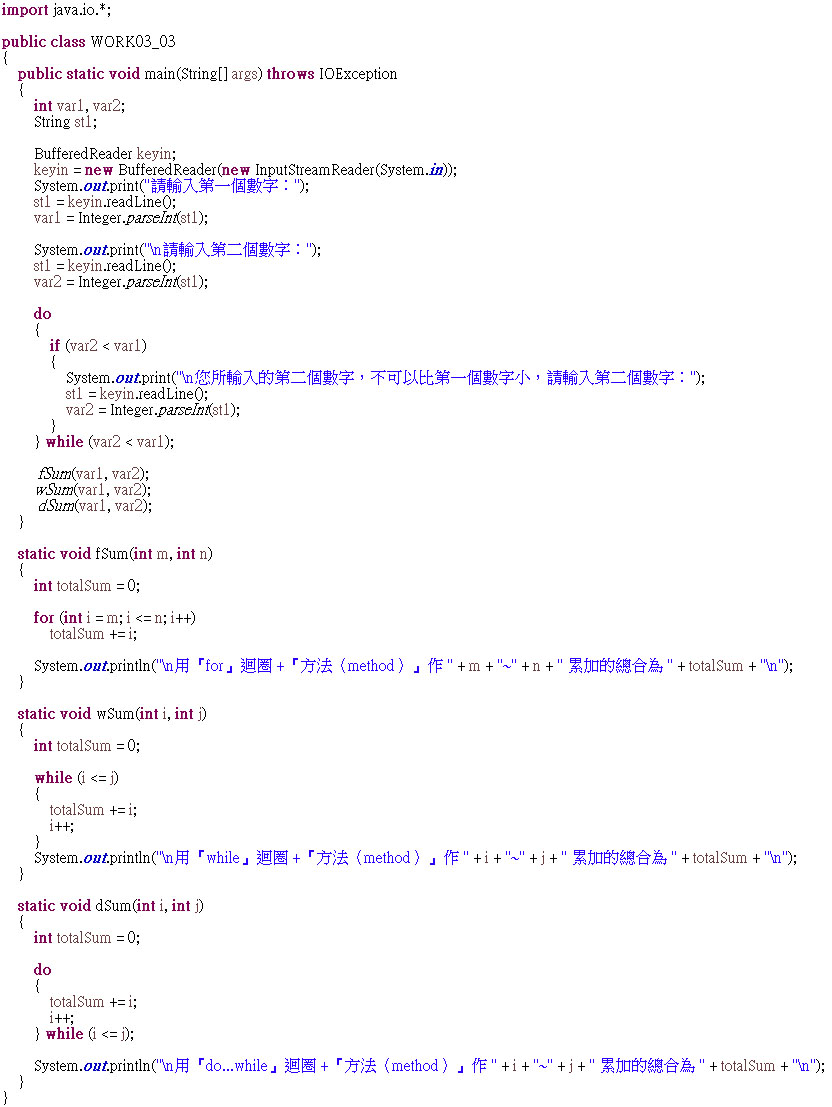 import java.io.*;
public class WORK03_03
{
public static void main(String[] args) throws IOException
{
int var1, var2;
String st1;
BufferedReader keyin;
keyin = new BufferedReader(new InputStreamReader(System.in));
System.out.print("請輸入第一個數字：");
st1 = keyin.readLine();
var1 = Integer.parseInt(st1);
System.out.print("\n請輸入第二個數字：");
st1 = keyin.readLine();
var2 = Integer.parseInt(st1);
do
{
if (var2 < var1)
{
System.out.print("\n您所輸入的第二個數字，不可以比第一個數字小，請輸入第二個數字：");
st1 = keyin.readLine();
var2 = Integer.parseInt(st1);
}
} while (var2 < var1);
fSum(var1, var2);
wSum(var1, var2);
dSum(var1, var2);
}
static void fSum(int m, int n)
{
int totalSum = 0;
for (int i = m; i <= n; i++)
totalSum += i;
System.out.println("\n用『for』迴圈 +『方法（method）』作 " + m + "~" + n + " 累加的總合為 " + totalSum + "\n");
}
static void wSum(int i, int j)
{
int totalSum = 0;
while (i <= j)
{
totalSum += i;
i++;
}
System.out.println("\n用『while』迴圈 +『方法（method）』作 " + i + "~" + j + " 累加的總合為 " + totalSum + "\n");
}
static void dSum(int i, int j)
{
int totalSum = 0;
do
{
totalSum += i;
i++;
} while (i <= j);
System.out.println("\n用『do...while』迴圈 +『方法（method）』作 " + i + "~" + j + " 累加的總合為 " + totalSum + "\n");
}
}